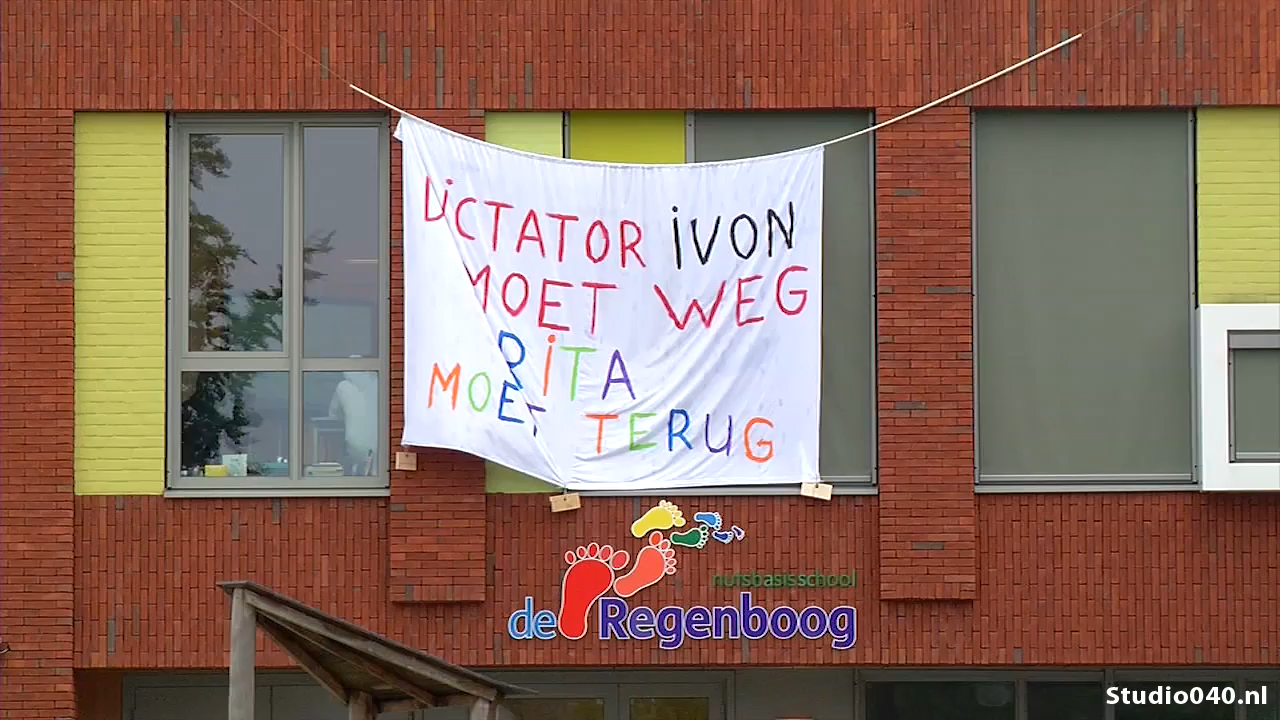 DiCTATOR iVON
MOET WEG
RiTA
MOET TERUG
nutsbasisschool
de Regenboog
Studio040.nl